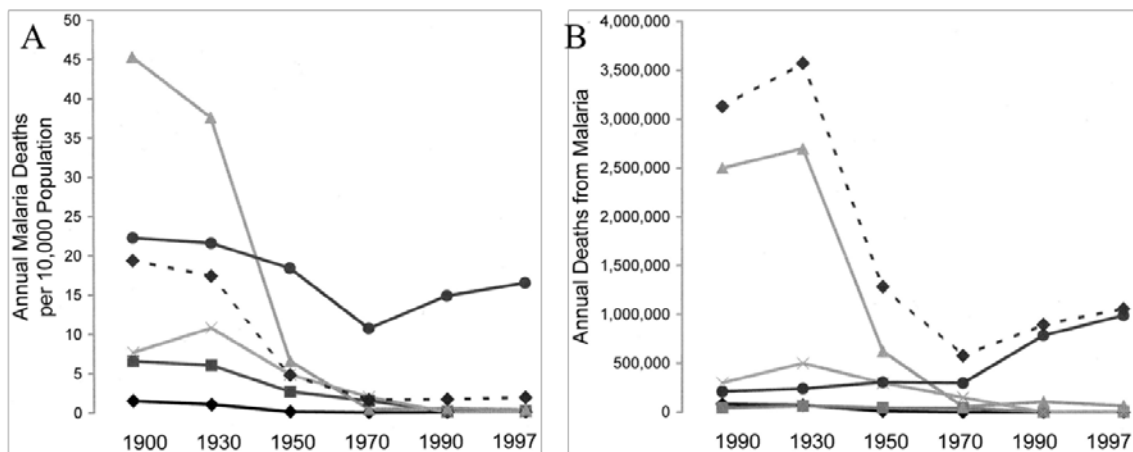 A
Annual Malaria Deaths
per 10,000 Population
50
45
40
35
30
25
20
15
10
5
0
1900 1930 1950 1970 1990 1997
B
Annual Deaths from Malaria
4,000,000
3,500,000
3,000,000
2,500,000
2,000,000
1,500,000
1,000,000
500,000
0
1990 1930 1950 1970 1990 1997